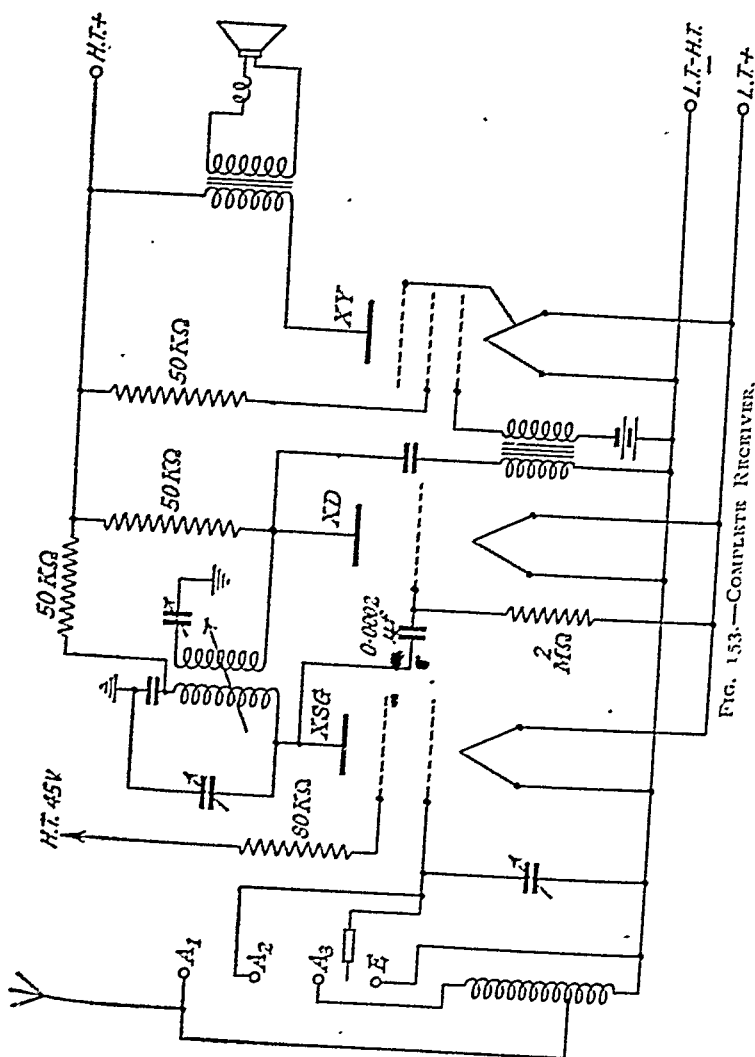 H.T.+
50KΩ
50KΩ
50KΩ
H.T. 45V
80KΩ
XSG
XD
XY
0·0002
μF
2
MΩ
A1
A2
A3
E
L.T.-H.T.
L.T.+
FIG. 153.—COMPLETE RECEIVER.